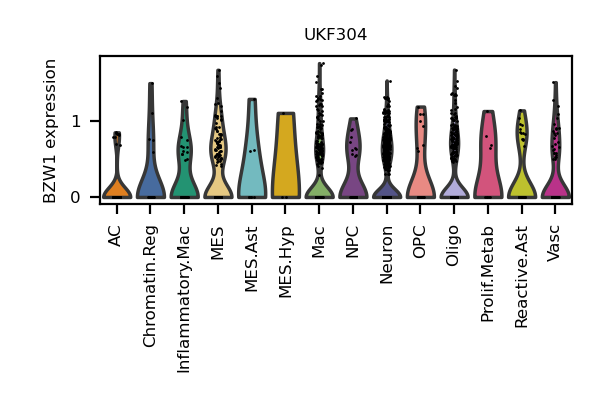 UKF304
BZW1 expression
1
0
AC
Chromatin.Reg
Inflammatory.Mac
MES
MES.Ast
MES.Hyp
Mac
NPC
Neuron
OPC
Oligo
Prolif.Metab
Reactive.Ast
Vasc